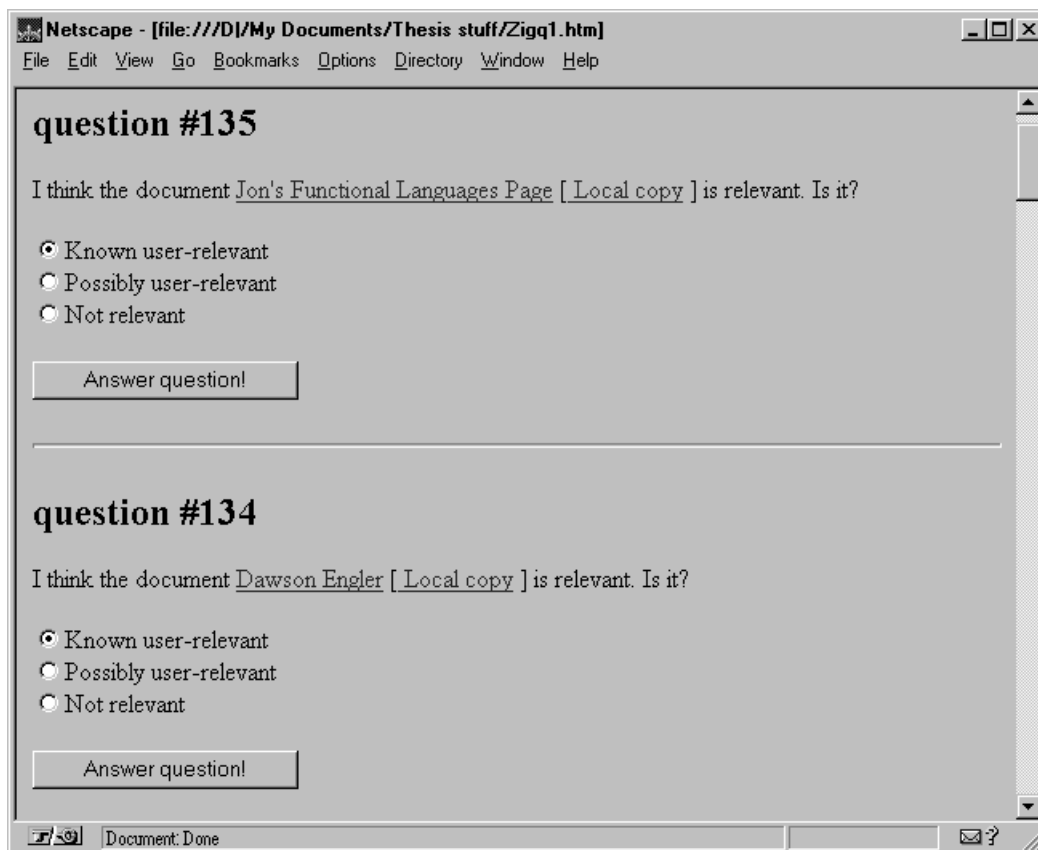 Netscape - [file:///D|/My Documents/Thesis stuff/Zigq1.htm]
File Edit View Go Bookmarks Options Directory Window Help
question #135
I think the document Jon's Functional Languages Page [ Local copy ] is relevant. Is it?
Known user-relevant
Possibly user-relevant
Not relevant
Answer question!
question #134
I think the document Dawson Engler [ Local copy ] is relevant. Is it?
Known user-relevant
Possibly user-relevant
Not relevant
Answer question!
Document: Done
?